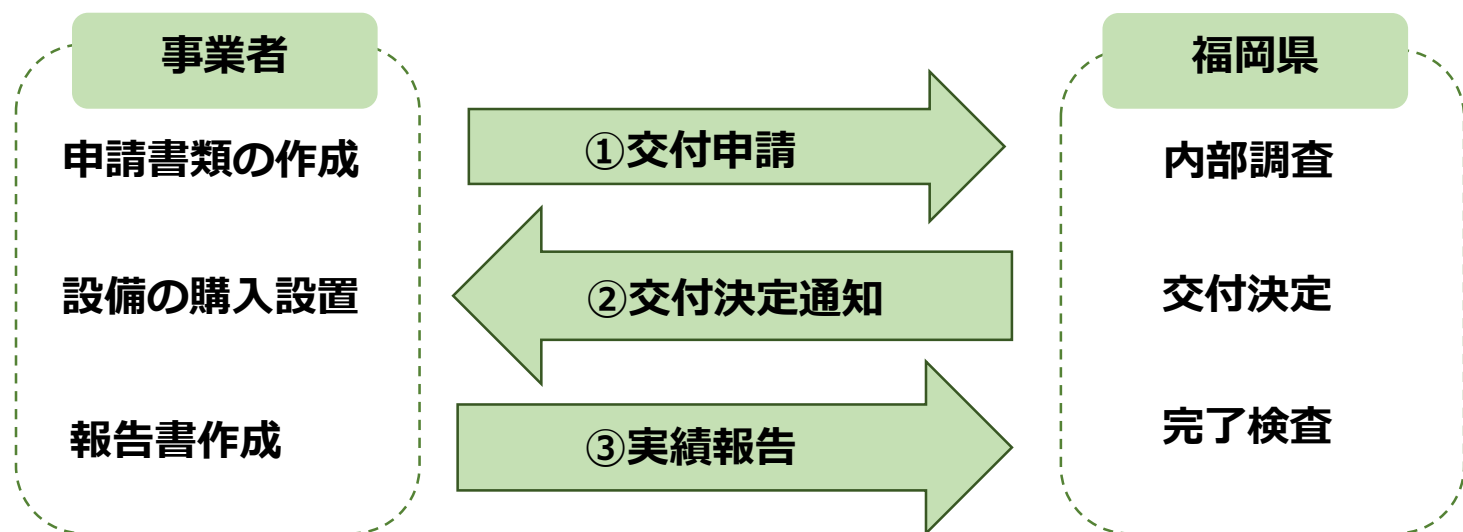 事業者
福岡県
申請書類の作成
①交付申請
内部調査
設備の購入設置
②交付決定通知
交付決定
報告書作成
③実績報告
完了検査